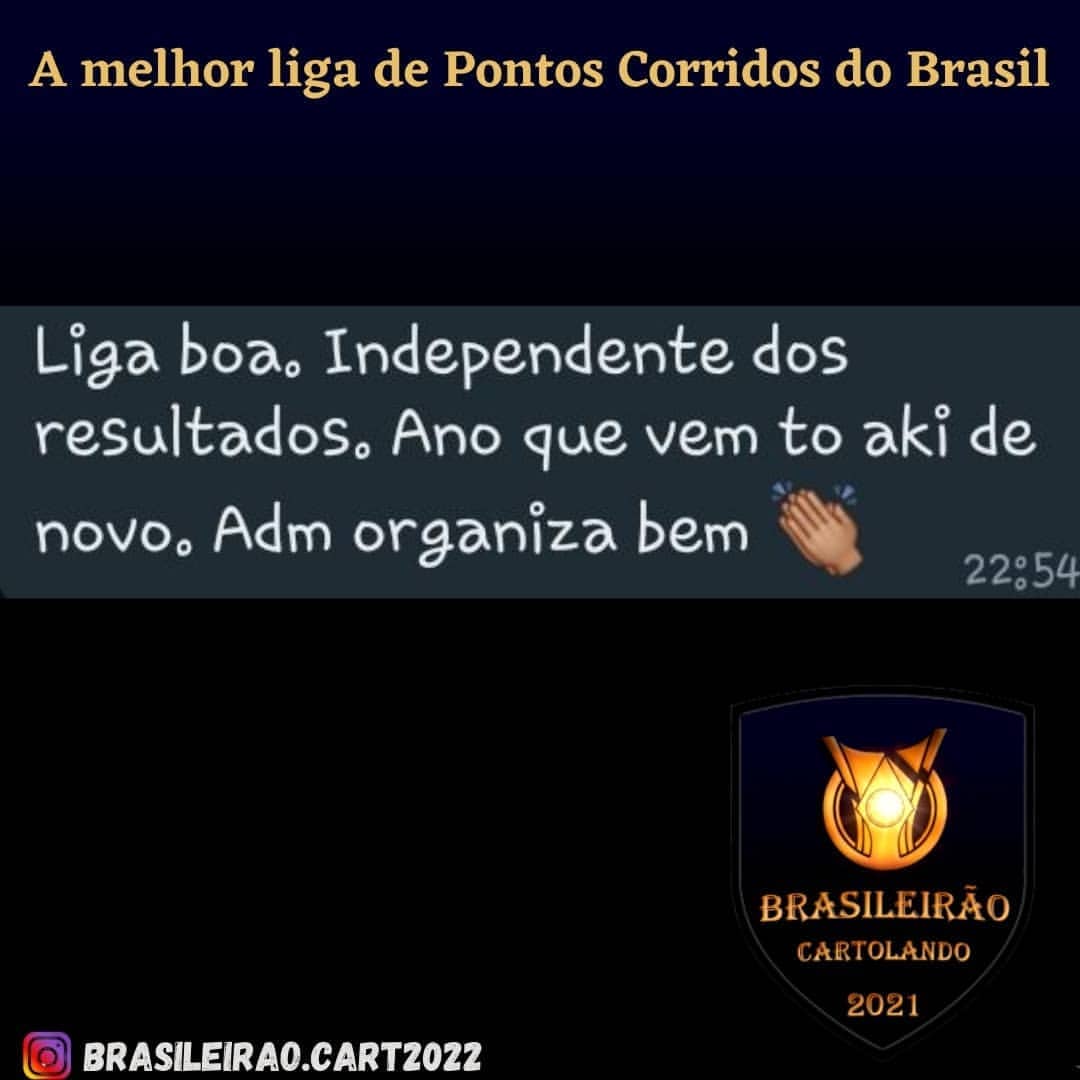 A melhor liga de Pontos Corridos do Brasil
Liga boa. Independente dos
resultados. Ano que vem to aki de
novo. Adm organiza bem 👏🏽
22:54
BRASILEIRÃO
CARTOLANDO
2021
BRASILEIRAO.CART2022